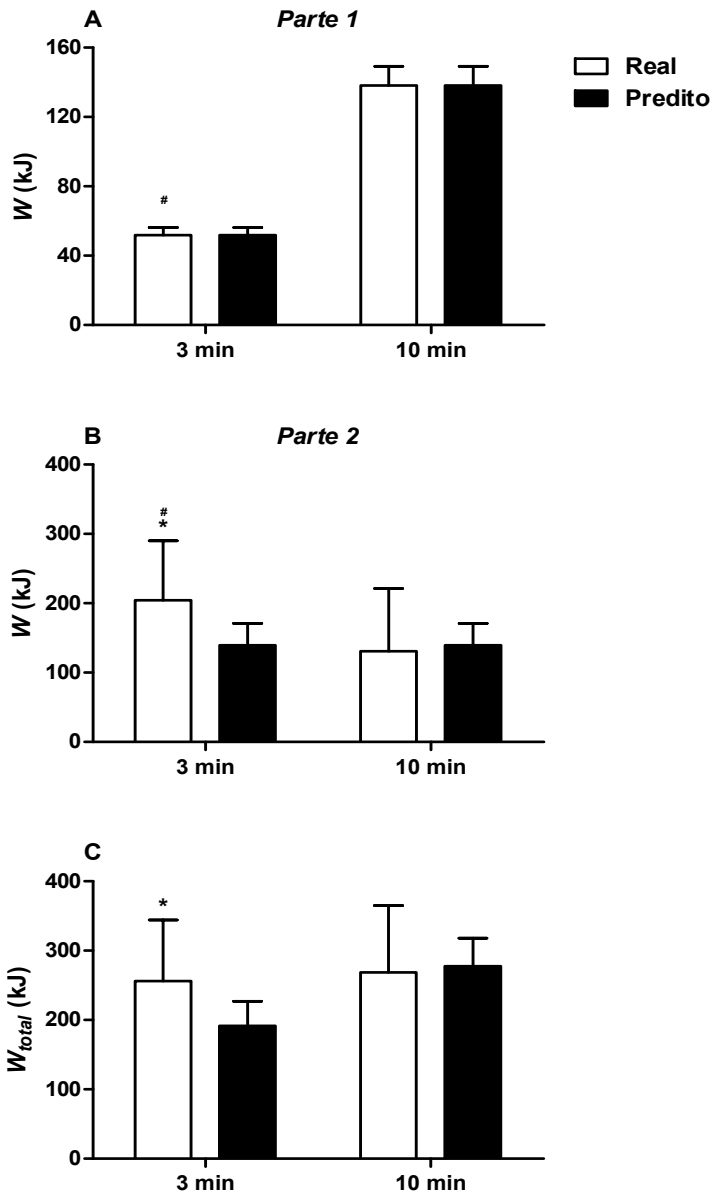 A Parte 1
160
120
80
40
0
W (kJ)
#
3 min 10 min
Real
Predito
B Parte 2
400
300
200
100
0
W (kJ)
#
*
3 min 10 min
C
400
300
200
100
0
Wtotal (kJ)
*
3 min 10 min